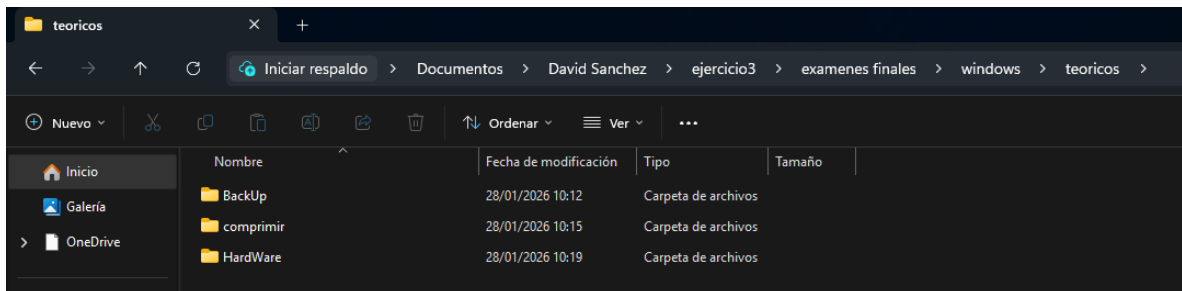 teoricos
Iniciar respaldo > Documentos > David Sanchez > ejercicio3 > examenes finales > windows > teoricos >
Nuevo Ordenar Ver ...
Inicio
Galería
OneDrive
Nombre Fecha de modificación Tipo Tamaño
BackUp 28/01/2026 10:12 Carpeta de archivos
comprimir 28/01/2026 10:15 Carpeta de archivos
HardWare 28/01/2026 10:19 Carpeta de archivos